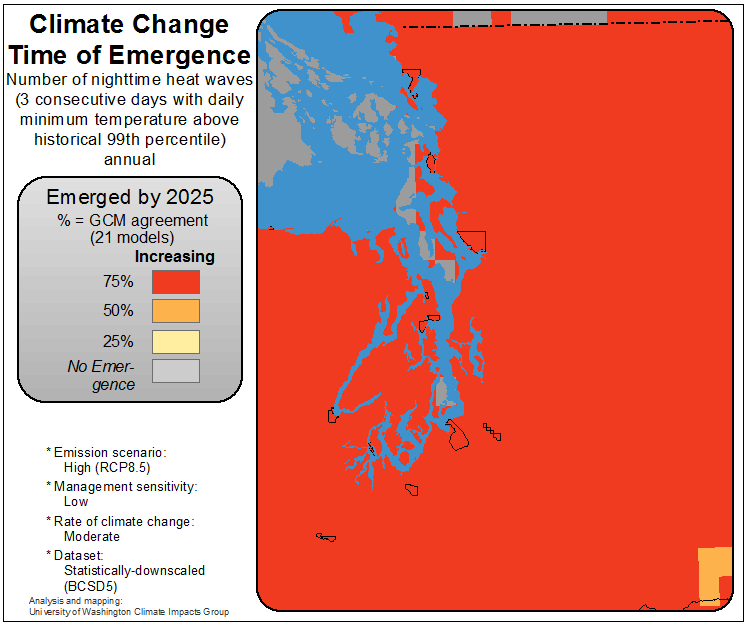 Climate Change
Time of Emergence
Number of nighttime heat waves
(3 consecutive days with daily
minimum temperature above
historical 99th percentile)
annual
Emerged by 2025
% = GCM agreement
(21 models)
Increasing
75%
50%
25%
No Emer-
gence
* Emission scenario:
High (RCP8.5)
* Management sensitivity:
Low
* Rate of climate change:
Moderate
* Dataset:
Statistically-downscaled
(BCSD5)
Analysis and mapping:
University of Washington Climate Impacts Group